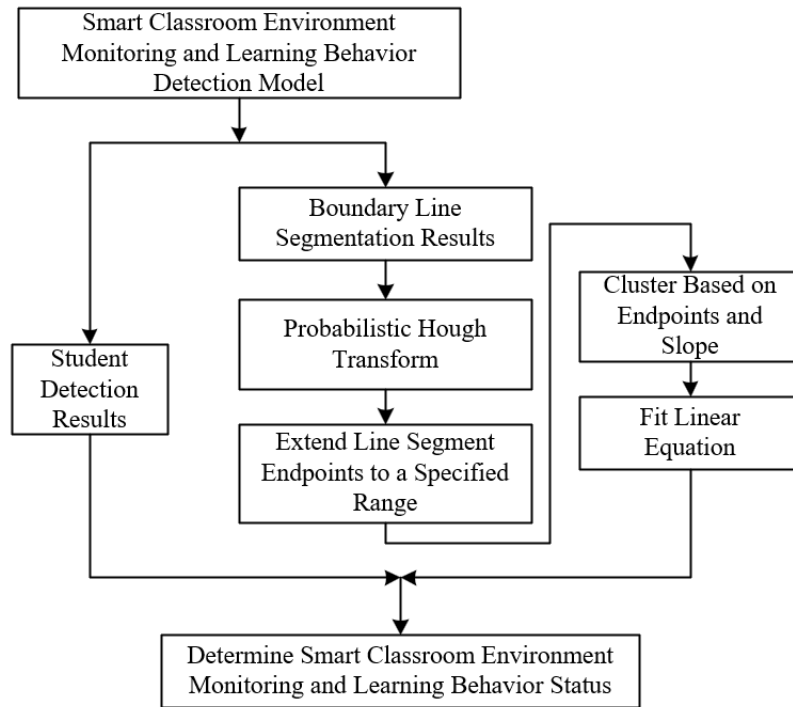 Smart Classroom Environment
Monitoring and Learning Behavior
Detection Model
Boundary Line
Segmentation Results
Probabilistic Hough
Transform
Extend Line Segment
Endpoints to a Specified
Range
Cluster Based on
Endpoints and
Slope
Fit Linear
Equation
Student
Detection
Results
Determine Smart Classroom Environment
Monitoring and Learning Behavior Status